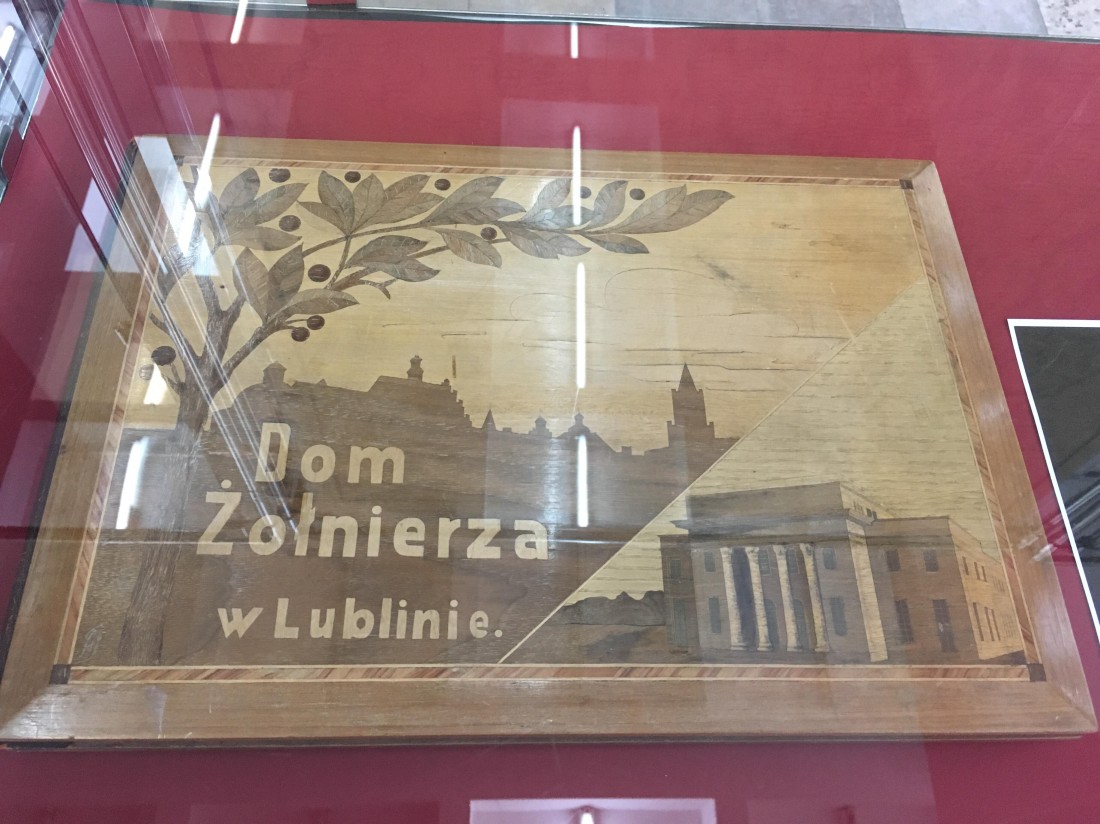 Dom
Żołnierza
w Lublinie.